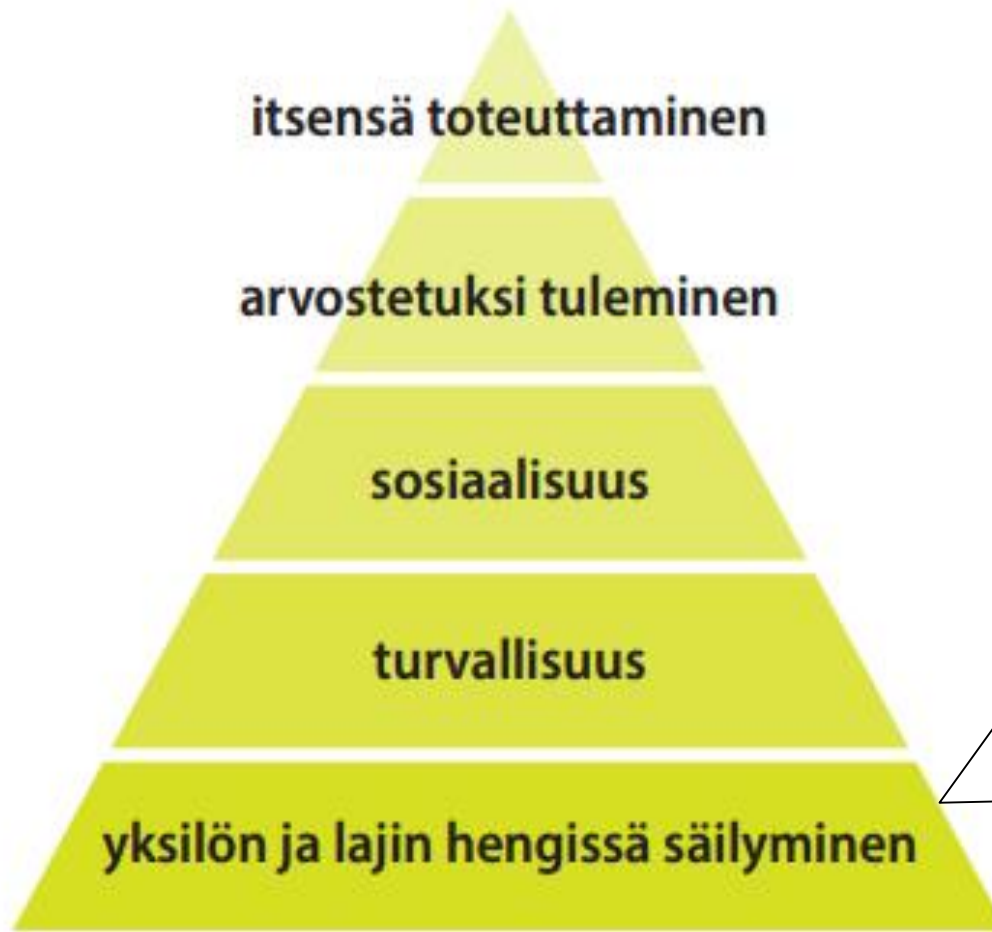 itsensä toteuttaminen
arvostetuksi tuleminen
sosiaalisuus
turvallisuus
yksilön ja lajin hengissä säilyminen